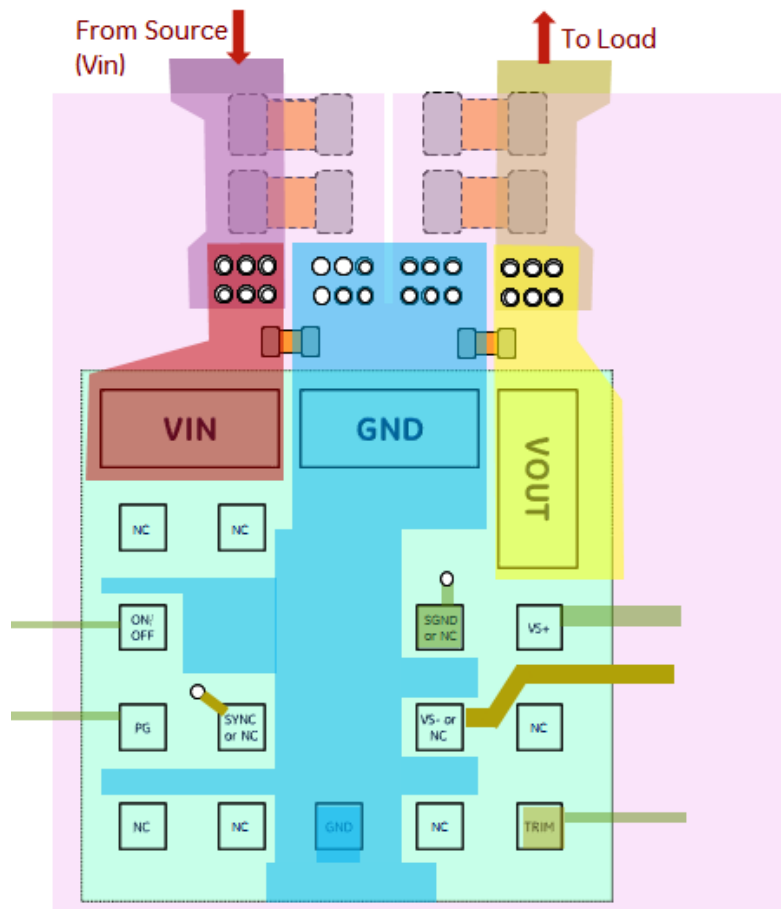 From Source
(Vin)
To Load
VIN
GND
VOUT
NC
NC
ON/
OFF
SGND
or NC
VS+
PG
SYNC
or NC
VS- or
NC
NC
NC
NC
GND
NC
TRIM